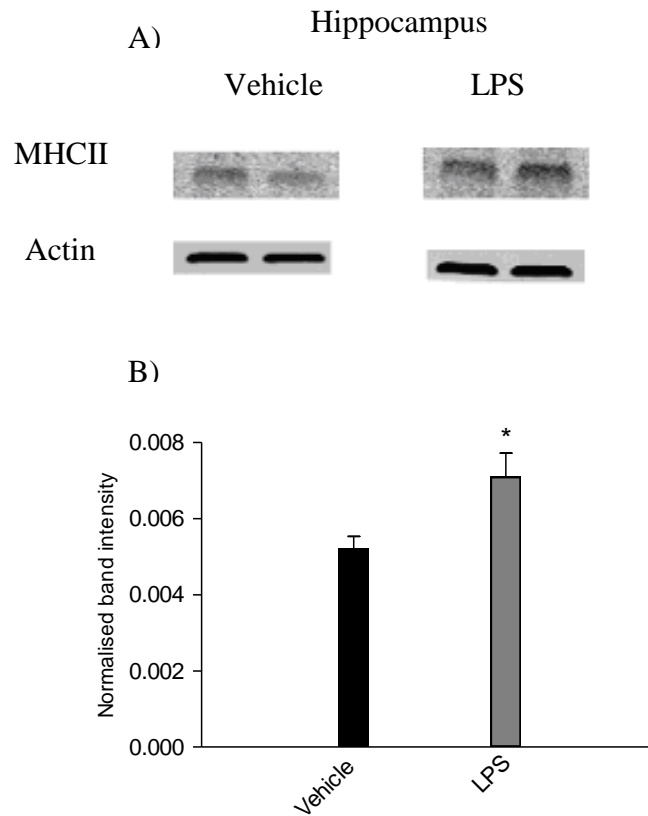 A)
Hippocampus
Vehicle LPS
MHCII
Actin
B)
*
0.008
0.006
0.004
0.002
0.000
Normalised band intensity
Vehicle
LPS